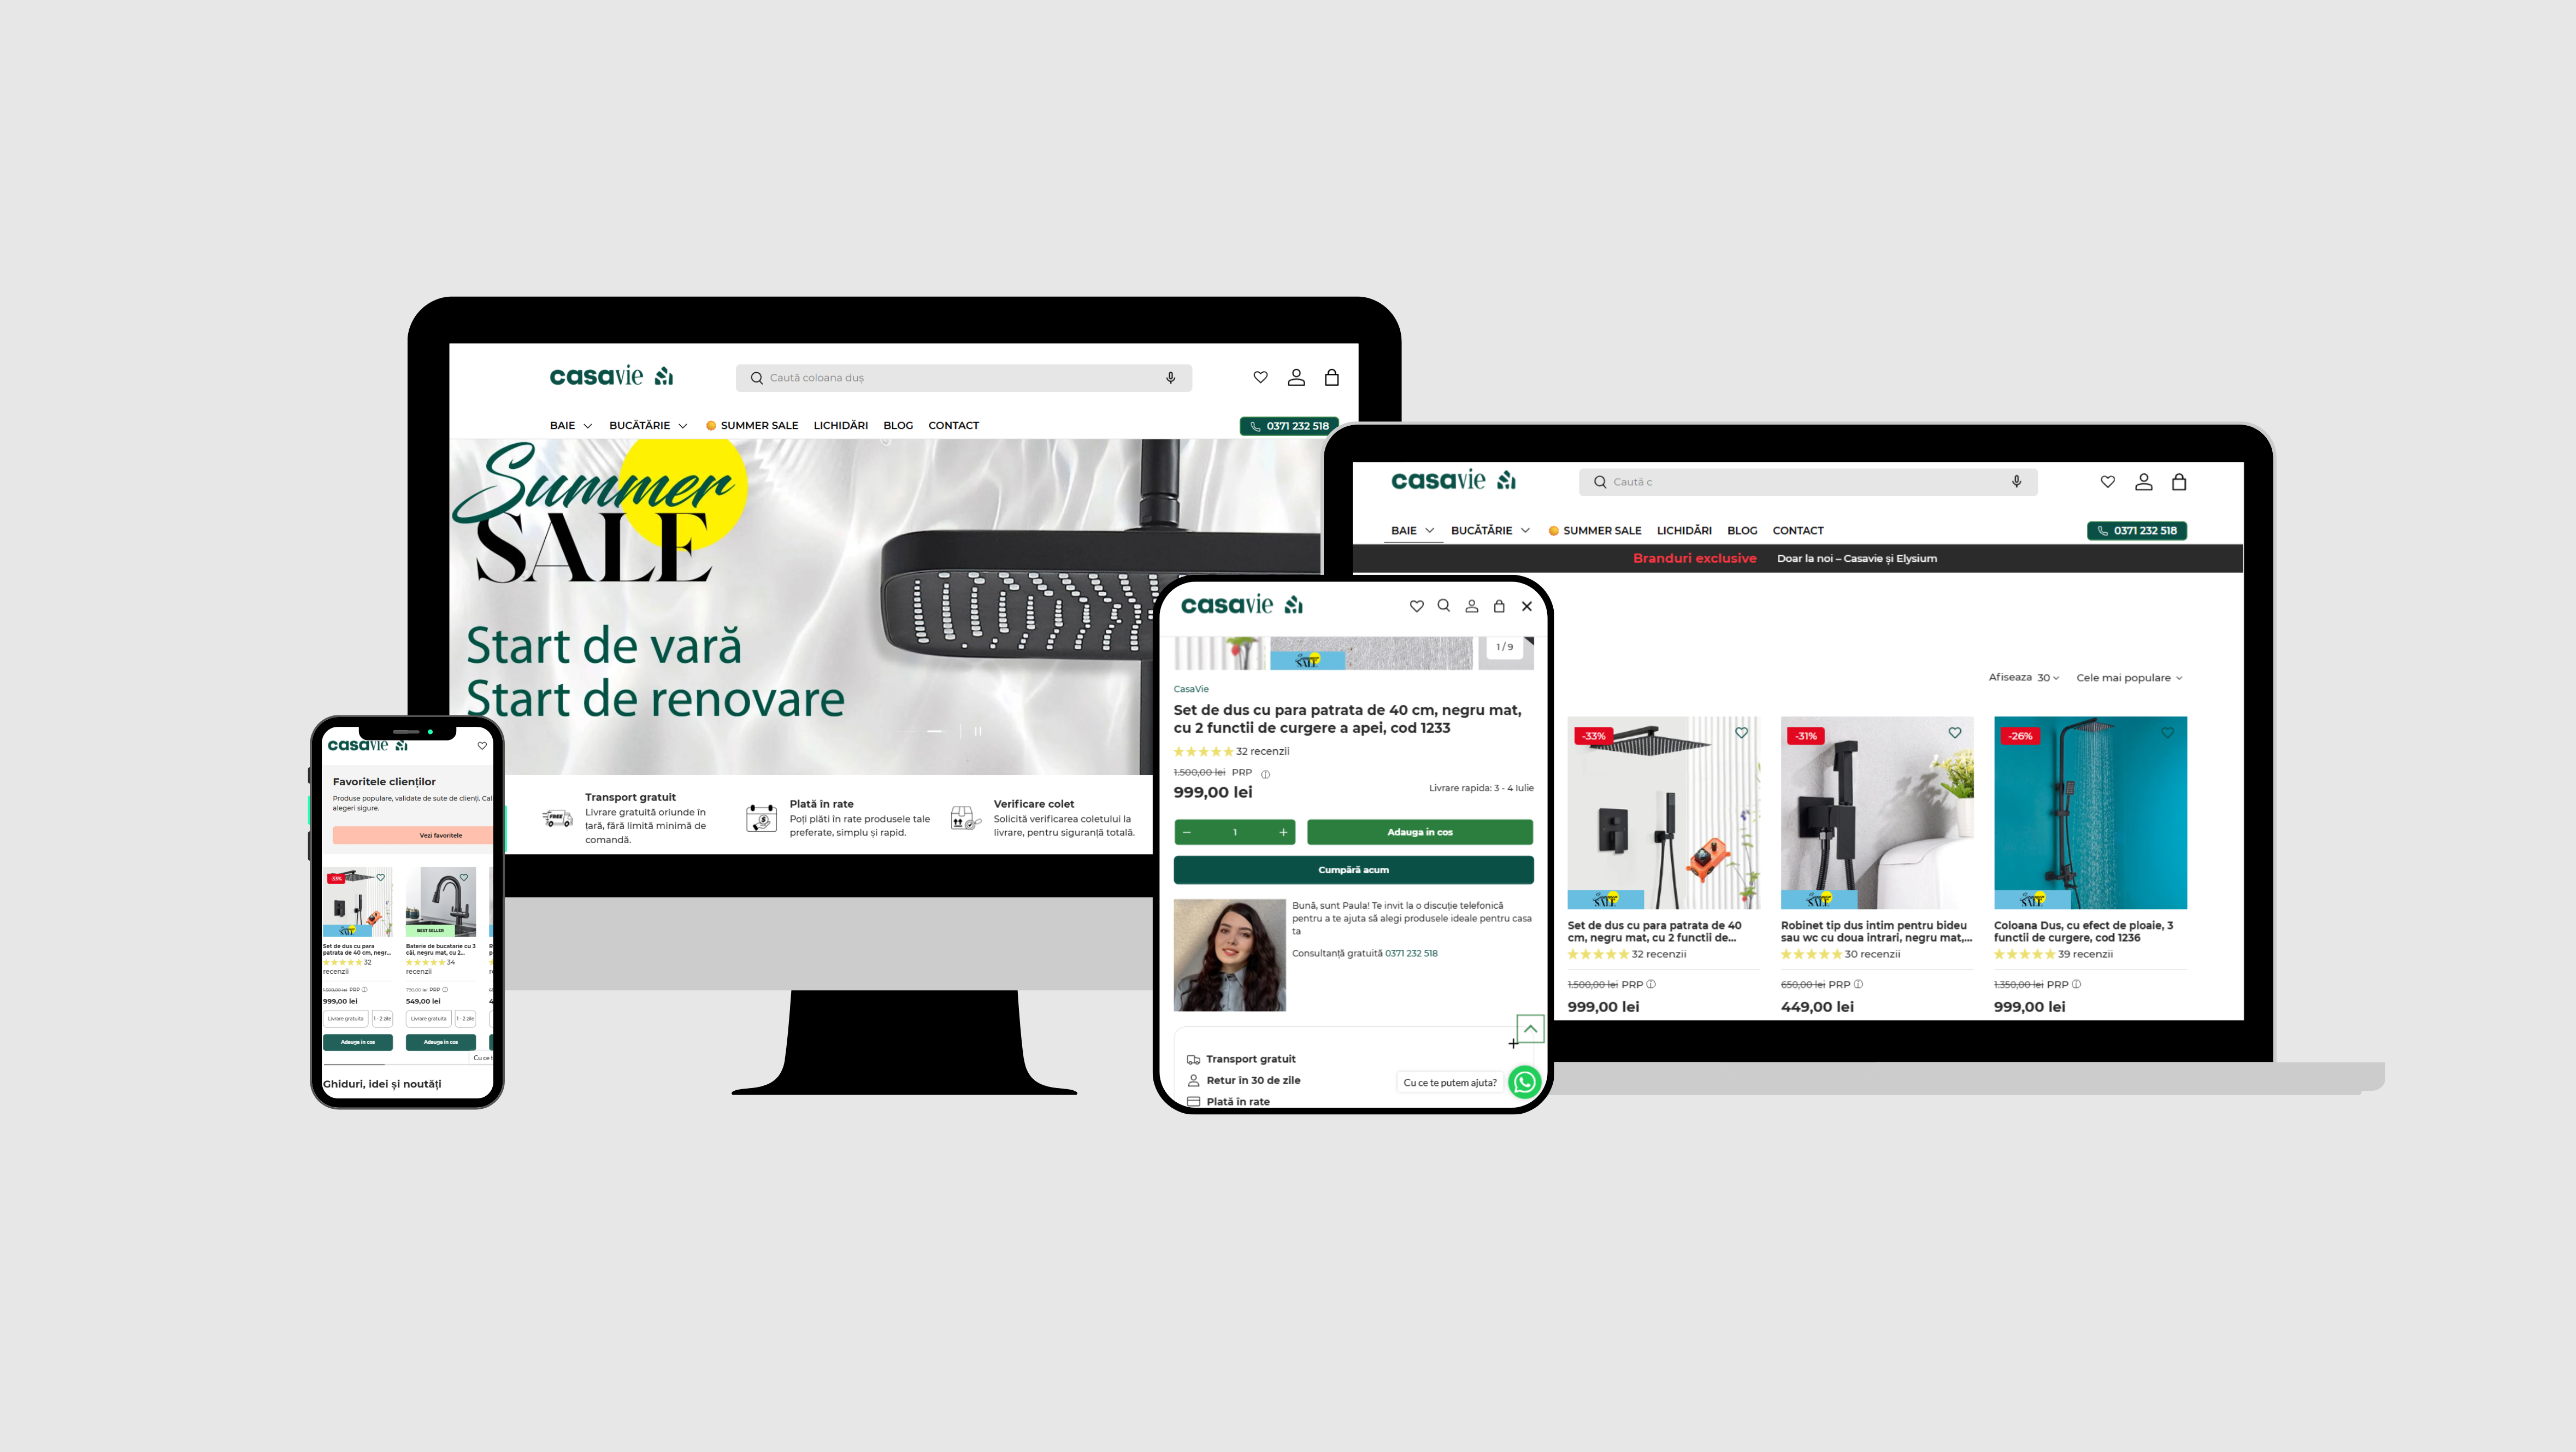 casavie
Caută coloana duș
BAIE
BUCĂTĂRIE
SUMMER SALE
LICHIDĂRI
BLOG
CONTACT
0371 232 518
Summer
SALE
Start de vară
Start de renovare
FREE
Transport gratuit
Livrare gratuită oriunde în
țară, fără limită minimă de
comandă.
Plată în rate
Poți plăti în rate produsele tale
preferate, simplu și rapid.
Verificare colet
Solicită verificarea coletului la
livrare, pentru siguranță totală.
casavie
Caută c
BAIE
BUCĂTĂRIE
SUMMER SALE
LICHIDĂRI
BLOG
CONTACT
0371 232 518
Branduri exclusive
Doar la noi – Casavie și Elysium
Afiseaza 30
Cele mai populare
-33%
SALE
Set de dus cu para patrata de 40
cm, negru mat, cu 2 functii de...
32 recenzii
1.500,00 lei PRP
999,00 lei
-31%
SALE
Robinet tip dus intim pentru bideu
sau wc cu doua intrari, negru mat,...
30 recenzii
650,00 lei PRP
449,00 lei
-26%
SALE
Coloana Dus, cu efect de ploaie, 3
functii de curgere, cod 1236
39 recenzii
1.350,00 lei PRP
999,00 lei
casavie
SALE
1/9
CasaVie
Set de dus cu para patrata de 40 cm, negru mat,
cu 2 functii de curgere a apei, cod 1233
32 recenzii
1.500,00 lei PRP
999,00 lei
Livrare rapida: 3 - 4 Iulie
1
Adauga in cos
Cumpără acum
Bună, sunt Paula! Te invit la o discuție telefonică
pentru a te ajuta să alegi produsele ideale pentru casa
ta
Consultanță gratuită 0371 232 518
Transport gratuit
Retur în 30 de zile
Plată în rate
Cu ce te putem ajuta?
casavie
Favoritele clienților
Produse populare, validate de sute de clienți. Cal
alegeri sigure.
Vezi favoritele
-33%
SALE
Set de dus cu para
patrata de 40 cm, negr...
32
recenzii
1.500,00 lei PRP
999,00 lei
Livrare gratuita
1 - 2 zile
Adauga in cos
BEST SELLER
Baterie de bucatarie cu 3
căi, negru mat, cu 2...
34
recenzii
790,00 lei PRP
549,00 lei
Livrare gratuita
1 - 2 zile
Adauga in cos
Cu ce t
Ghiduri, idei și noutăți